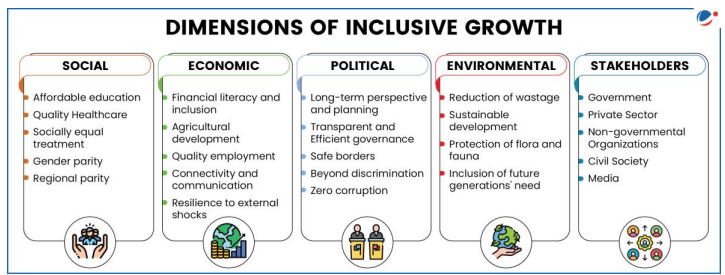 DIMENSIONS OF INCLUSIVE GROWTH
SOCIAL
Affordable education
Quality Healthcare
Socially equal
treatment
Gender parity
Regional parity
ECONOMIC
Financial literacy and
inclusion
Agricultural
development
Quality employment
Connectivity and
communication
Resilience to external
shocks
POLITICAL
Long-term perspective
and planning
Transparent and
Efficient governance
Safe borders
Beyond discrimination
Zero corruption
ENVIRONMENTAL
Reduction of wastage
Sustainable
development
Protection of flora and
fauna
Inclusion of future
generations' need
STAKEHOLDERS
Government
Private Sector
Non-governmental
Organizations
Civil Society
Media